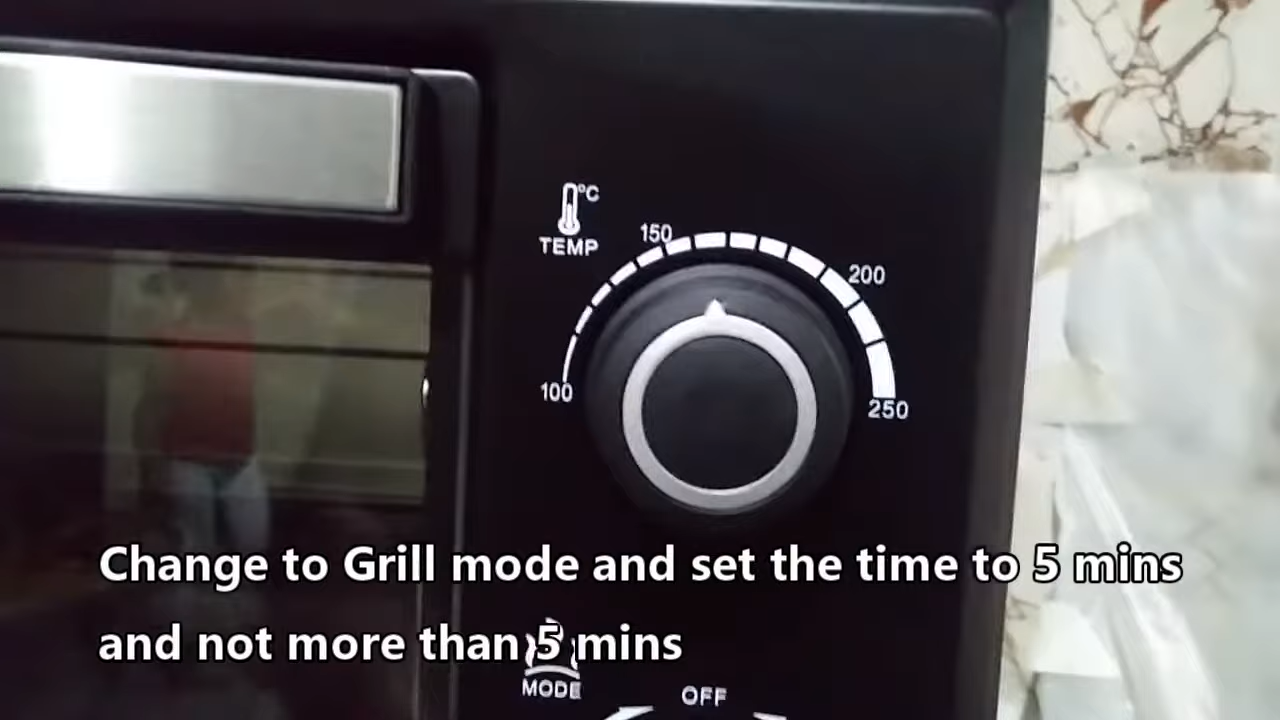 °C
TEMP
150
200
100
250
Change to Grill mode and set the time to 5 mins
and not more than 5 mins
MODE
OFF